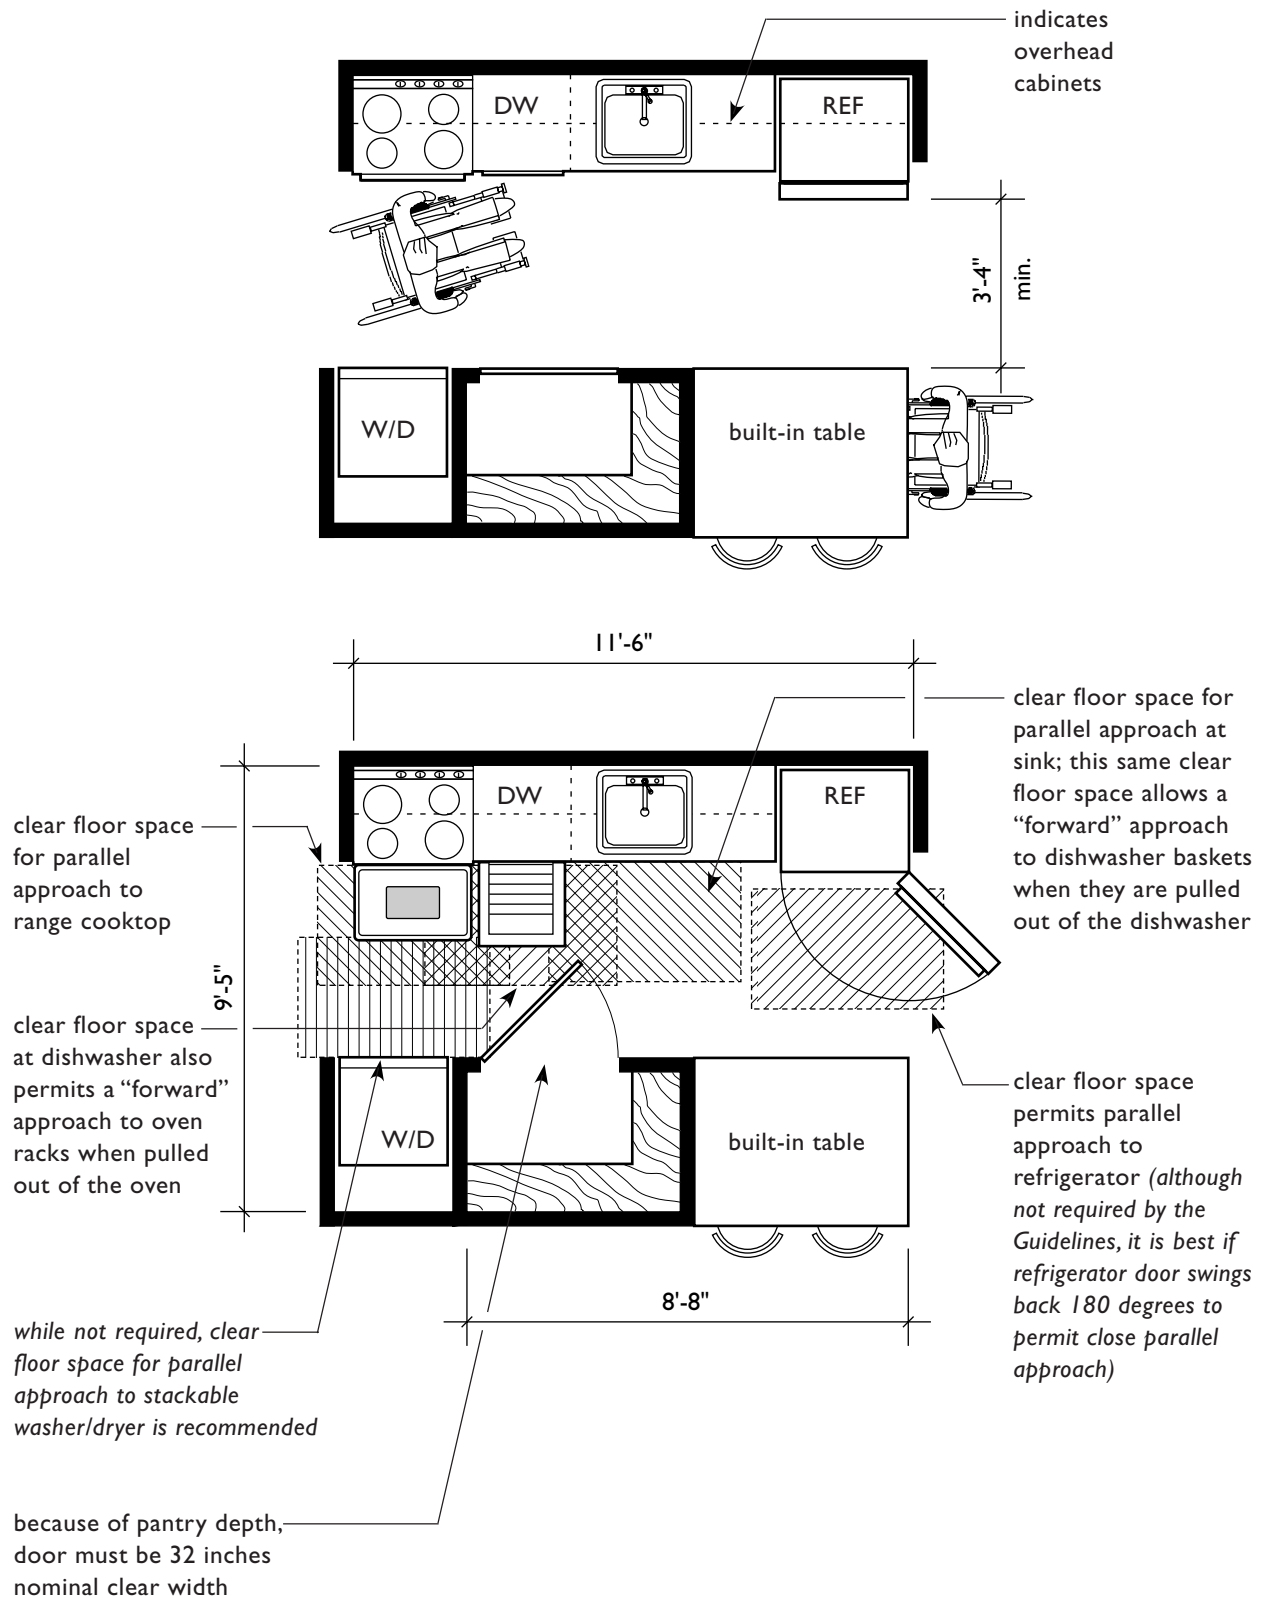 indicates
overhead
cabinets
DW
REF
3'-4"
min.
W/D
built-in table
11'-6"
clear floor space for
parallel approach at
sink; this same clear
floor space allows a
“forward” approach
to dishwasher baskets
when they are pulled
out of the dishwasher
DW
REF
clear floor space
for parallel
approach to
range cooktop
9'-5"
clear floor space
at dishwasher also
permits a “forward”
approach to oven
racks when pulled
out of the oven
W/D
built-in table
clear floor space
permits parallel
approach to
refrigerator (although
not required by the
Guidelines, it is best if
refrigerator door swings
back 180 degrees to
permit close parallel
approach)
8'-8"
while not required, clear
floor space for parallel
approach to stackable
washer/dryer is recommended
because of pantry depth,
door must be 32 inches
nominal clear width